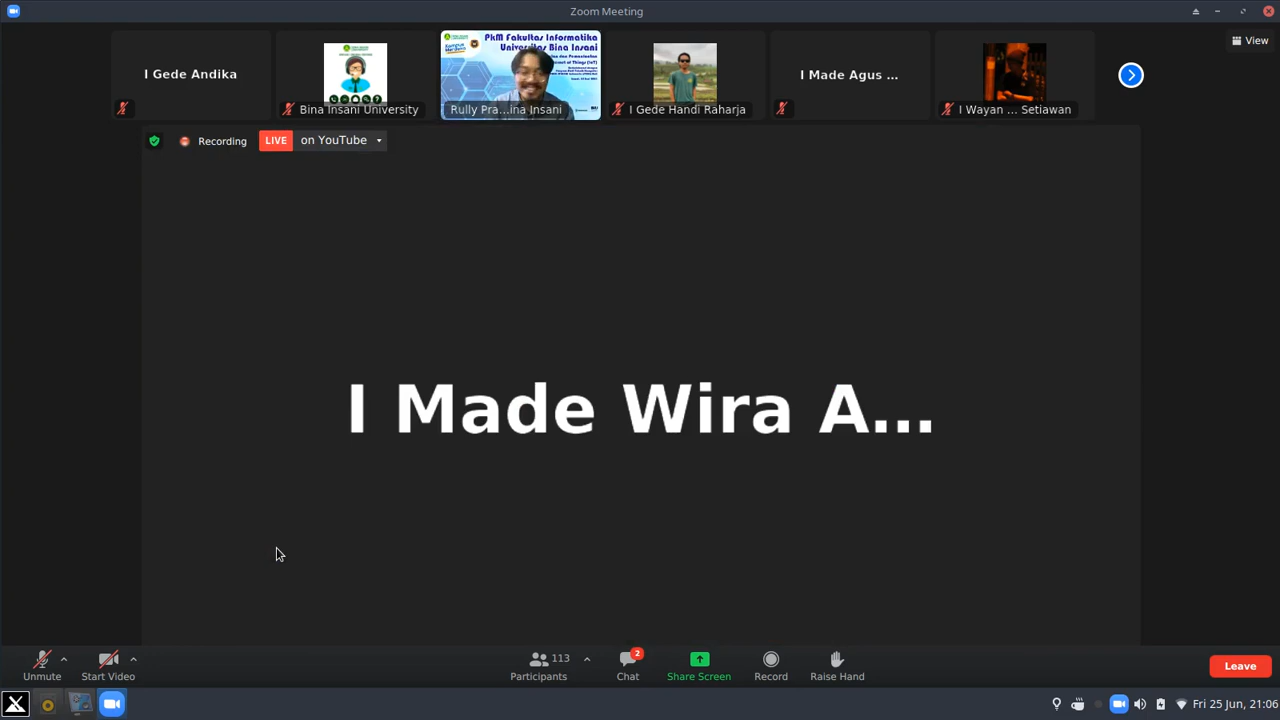 Zoom Meeting
I Gede Andika
Bina Insani University
PkM Fakultas Informatika
Universitas Bina Insani
Rully Pra...ina Insani
I Gede Handi Raharja
I Made Agus ...
I Wayan ... Setiawan
View
Recording
LIVE on YouTube
I Made Wira A...
Unmute
Start Video
113
Participants
2
Chat
Share Screen
Record
Raise Hand
Leave
Fri 25 Jun, 21:06